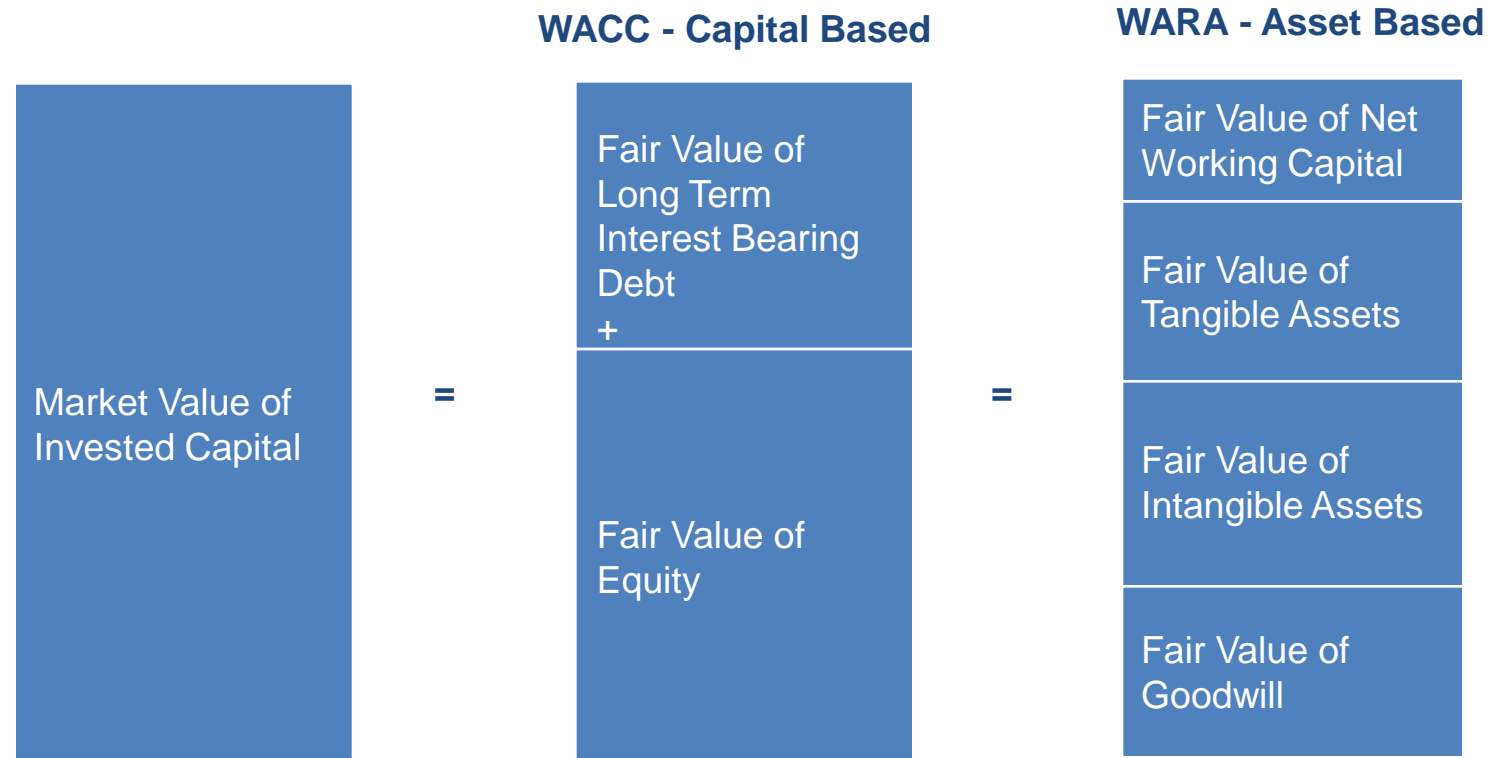 WACC - Capital Based
WARA - Asset Based
Market Value of
Invested Capital
=
Fair Value of
Long Term
Interest Bearing
Debt
+
Fair Value of
Equity
=
Fair Value of Net
Working Capital
Fair Value of
Tangible Assets
Fair Value of
Intangible Assets
Fair Value of
Goodwill